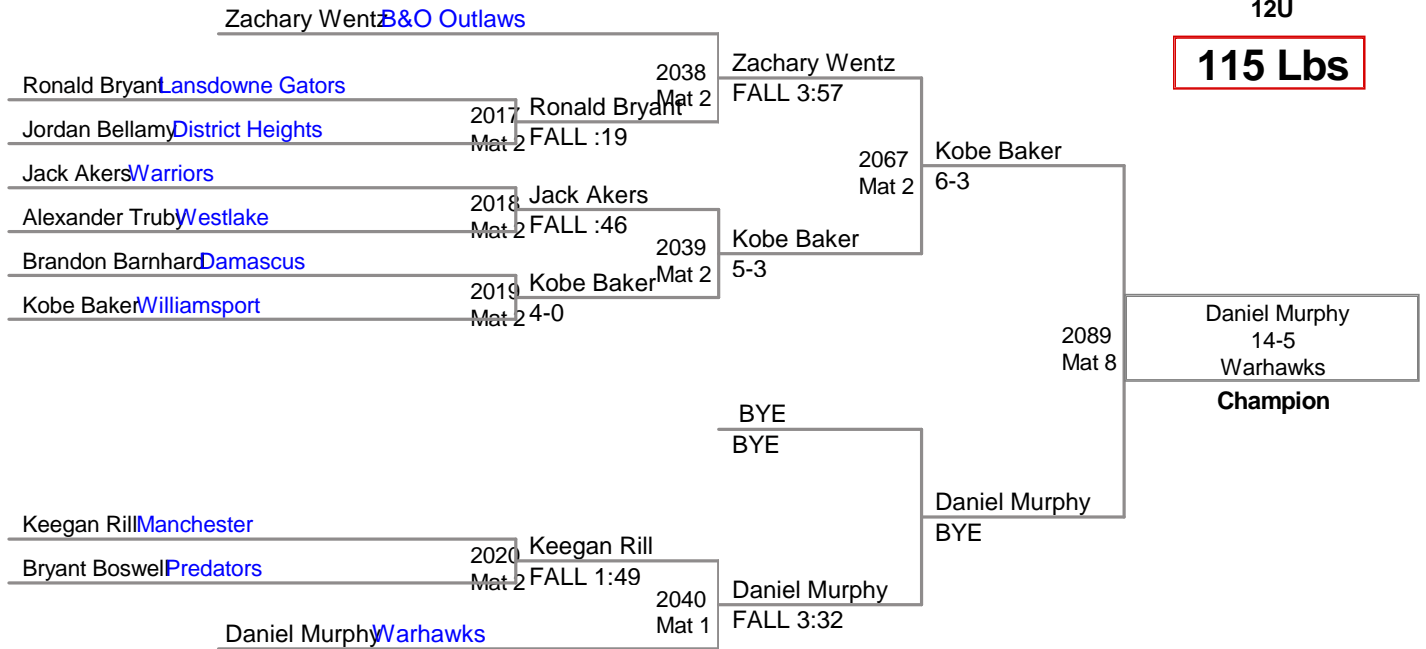 12U
115 Lbs
Zachary Wentz B&O Outlaws
Ronald Bryant Lansdowne Gators
Jordan Bellamy District Heights
Jack Akers Warriors
Alexander Truby Westlake
Brandon Barnhard Damascus
Kobe Baker Williamsport
Keegan Rill Manchester
Bryant Boswell Predators
Daniel Murphy Warhawks
2017
Mat 2
Ronald Bryant
FALL :19
2018
Mat 2
Jack Akers
FALL :46
2019
Mat 2
Kobe Baker
4-0
2020
Mat 2
Keegan Rill
FALL 1:49
2038
Mat 2
Zachary Wentz
FALL 3:57
2039
Mat 2
Kobe Baker
5-3
BYE
BYE
2040
Mat 1
Daniel Murphy
FALL 3:32
2067
Mat 2
Kobe Baker
6-3
Daniel Murphy
BYE
2089
Mat 8
Daniel Murphy
14-5
Warhawks
Champion